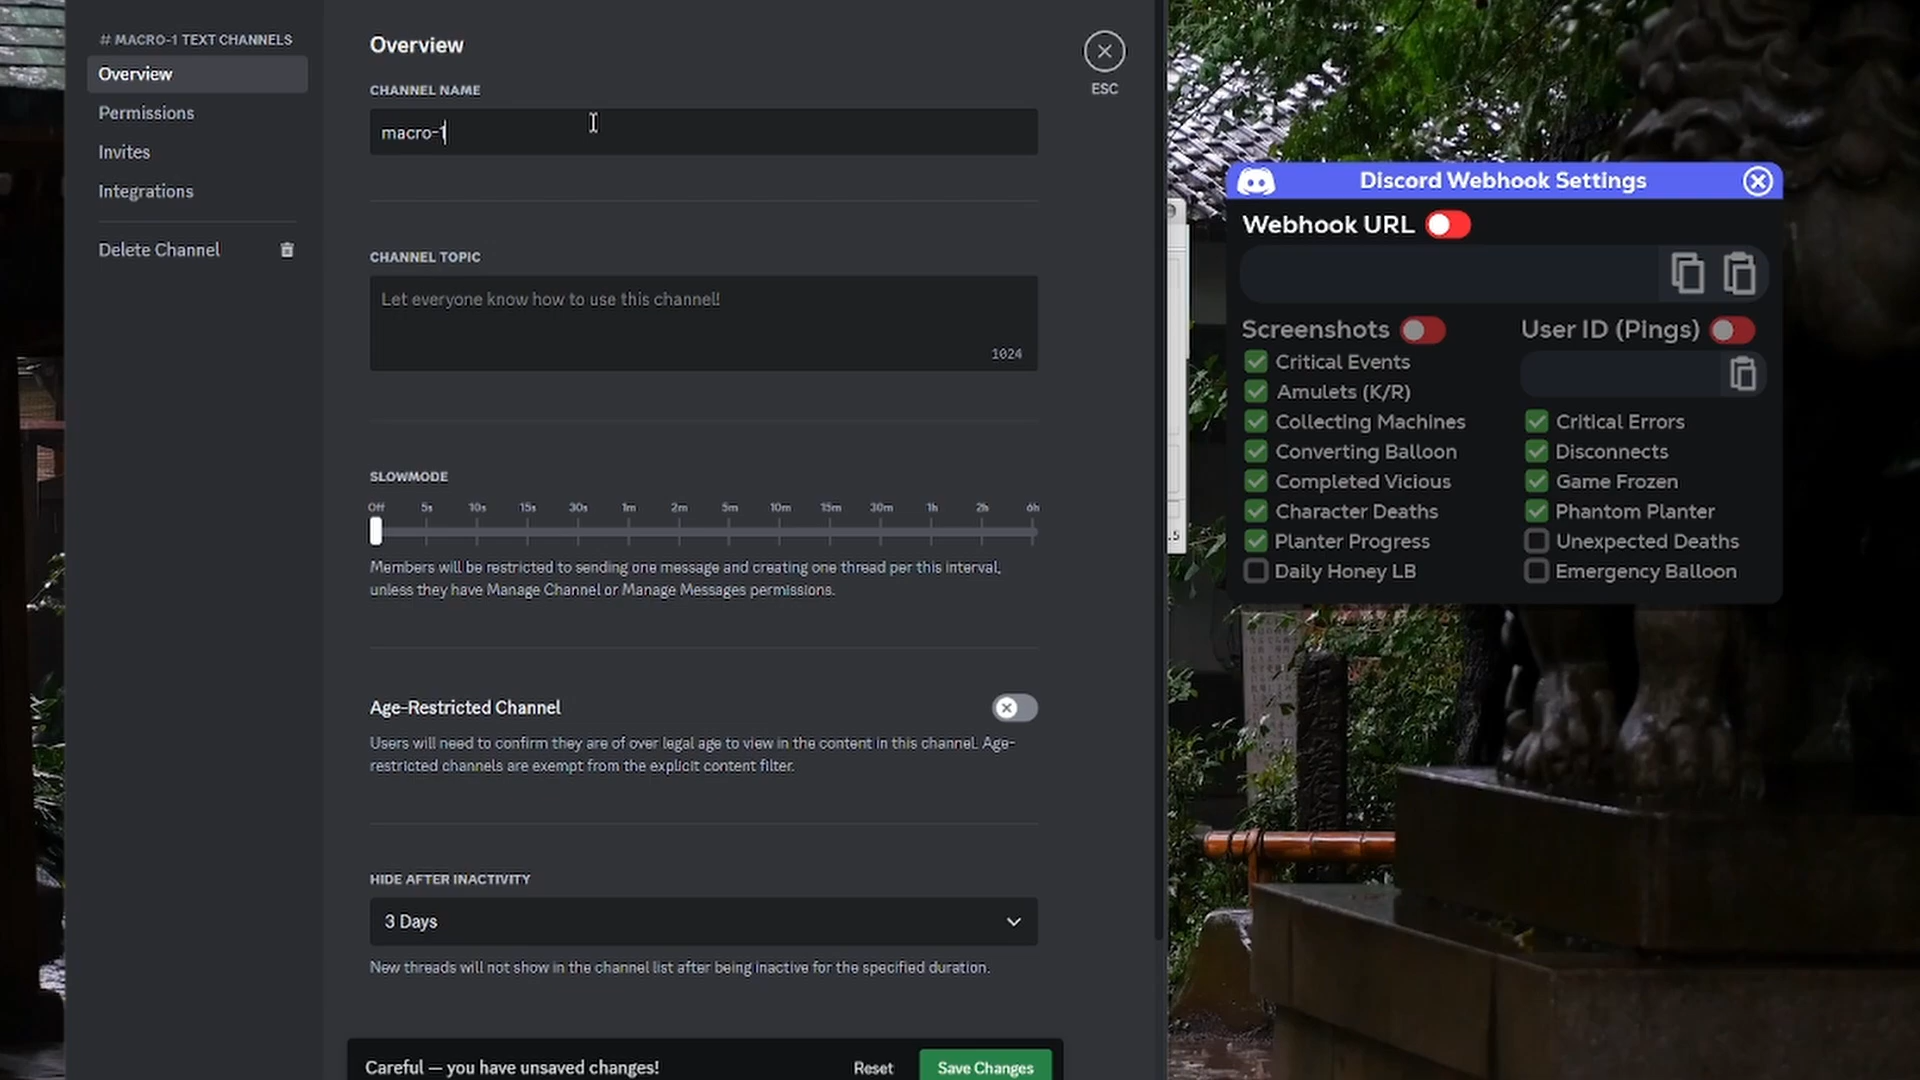 # MACRO-1 TEXT CHANNELS
Overview
Permissions
Invites
Integrations
Delete Channel
Overview
ESC
CHANNEL NAME
macro-1
CHANNEL TOPIC
Let everyone know how to use this channel!
1024
SLOWMODE
Off 5s 10s 15s 30s 1m 2m 5m 10m 15m 30m 1h 2h 6h
Members will be restricted to sending one message and creating one thread per this interval,
unless they have Manage Channel or Manage Messages permissions.
Age-Restricted Channel
Users will need to confirm they are of over legal age to view in the content in this channel. Age-
restricted channels are exempt from the explicit content filter.
HIDE AFTER INACTIVITY
3 Days
New threads will not show in the channel list after being inactive for the specified duration.
Careful — you have unsaved changes!
Reset
Save Changes
.5
Discord Webhook Settings
Webhook URL
Screenshots
Critical Events
Amulets (K/R)
Collecting Machines
Converting Balloon
Completed Vicious
Character Deaths
Planter Progress
Daily Honey LB
User ID (Pings)
Critical Errors
Disconnects
Game Frozen
Phantom Planter
Unexpected Deaths
Emergency Balloon